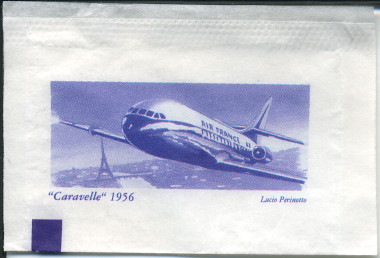 AIR FRANCE
"Caravelle" 1956
Lucio Perinotto